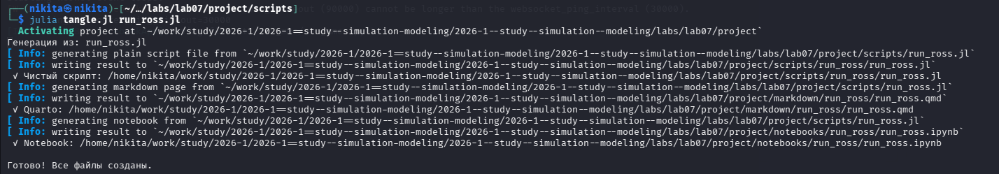 (90000) cannot be longer than the websocket_ping_interval (30000).
┌──(nikita㉿nikita)-[~/…/labs/lab07/project/scripts]
└─$ julia tangle.jl run_ross.jl
Activating project at `~/work/study/2026-1/2026-1==study--simulation-modeling/2026-1--study--simulation--modeling/labs/lab07/project`
Генерация из: run_ross.jl
[ Info: generating plain script file from `~/work/study/2026-1/2026-1==study--simulation-modeling/2026-1--study--simulation--modeling/labs/lab07/project/scripts/run_ross.jl`
[ Info: writing result to `~/work/study/2026-1/2026-1==study--simulation-modeling/2026-1--study--simulation--modeling/labs/lab07/project/scripts/run_ross/run_ross.jl`
✓ Чистый скрипт: /home/nikita/work/study/2026-1/2026-1==study--simulation-modeling/2026-1--study--simulation--modeling/labs/lab07/project/scripts/run_ross/run_ross.jl
[ Info: generating markdown page from `~/work/study/2026-1/2026-1==study--simulation-modeling/2026-1--study--simulation--modeling/labs/lab07/project/scripts/run_ross.jl`
[ Info: writing result to `~/work/study/2026-1/2026-1==study--simulation-modeling/2026-1--study--simulation--modeling/labs/lab07/project/markdown/run_ross/run_ross.qmd`
✓ Quarto: /home/nikita/work/study/2026-1/2026-1==study--simulation-modeling/2026-1--study--simulation--modeling/labs/lab07/project/markdown/run_ross/run_ross.qmd
[ Info: generating notebook from `~/work/study/2026-1/2026-1==study--simulation-modeling/2026-1--study--simulation--modeling/labs/lab07/project/scripts/run_ross.jl`
[ Info: writing result to `~/work/study/2026-1/2026-1==study--simulation-modeling/2026-1--study--simulation--modeling/labs/lab07/project/notebooks/run_ross/run_ross.ipynb`
✓ Notebook: /home/nikita/work/study/2026-1/2026-1==study--simulation-modeling/2026-1--study--simulation--modeling/labs/lab07/project/notebooks/run_ross/run_ross.ipynb
Готово! Все файлы созданы.